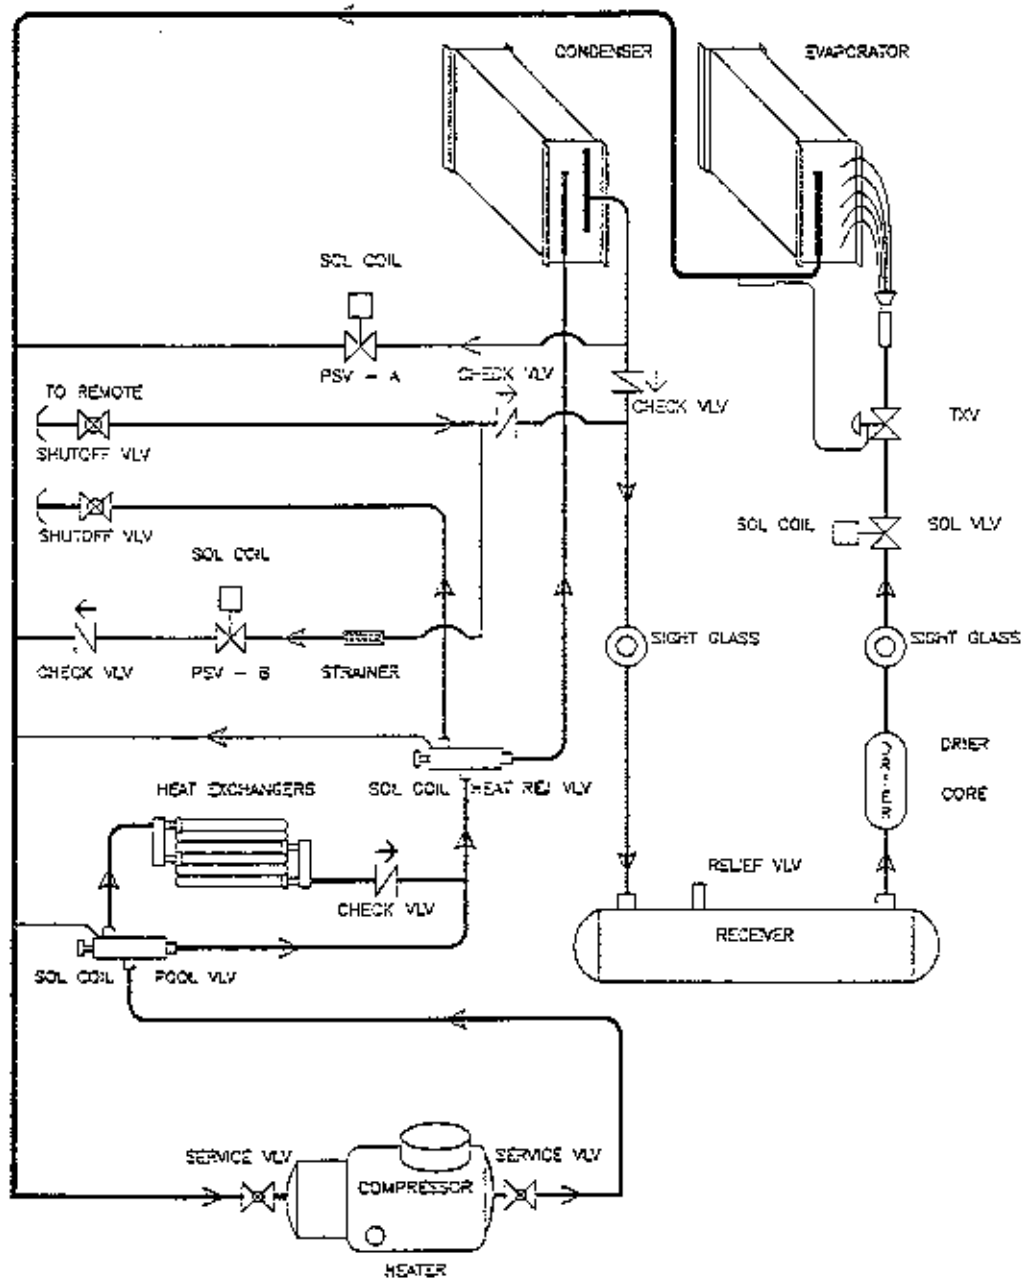 CONDENSER
EVAPORATOR
SOL COIL
PSV - A
CHECK VLV
CHECK VLV
TO REMOTE
SHUTOFF VLV
TXV
SHUTOFF VLV
SOL COIL
SOL VLV
SOL COIL
CHECK VLV
PSV - B
STRAINER
SIGHT GLASS
SIGHT GLASS
DRIER
CORE
HEAT EXCHANGERS
SOL COIL
HEAT REJ VLV
RELIEF VLV
CHECK VLV
RECEIVER
SOL COIL
POOL VLV
SERVICE VLV
SERVICE VLV
COMPRESSOR
HEATER